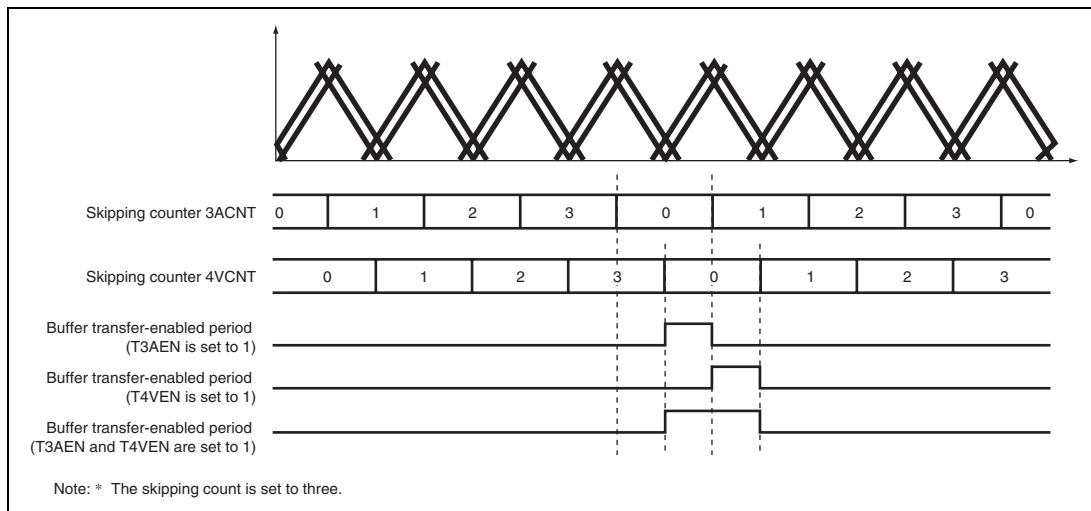 Skipping counter 3ACNT 0 1 2 3 0 1 2 3 0
Skipping counter 4VCNT 0 1 2 3 0 1 2 3
Buffer transfer-enabled period
(T3AEN is set to 1)
Buffer transfer-enabled period
(T4VEN is set to 1)
Buffer transfer-enabled period
(T3AEN and T4VEN are set to 1)
Note: * The skipping count is set to three.